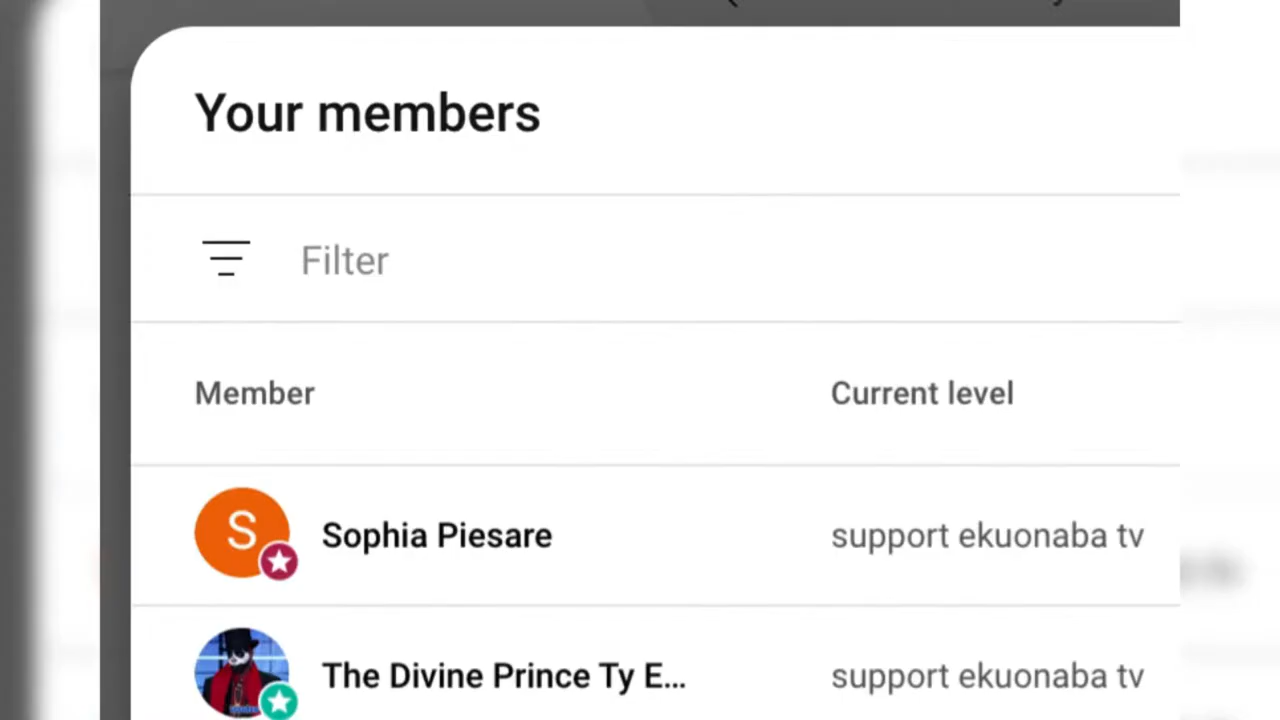 Your members
Filter
Member Current level
S Sophia Piesare support ekuonaba tv
The Divine Prince Ty E... support ekuonaba tv